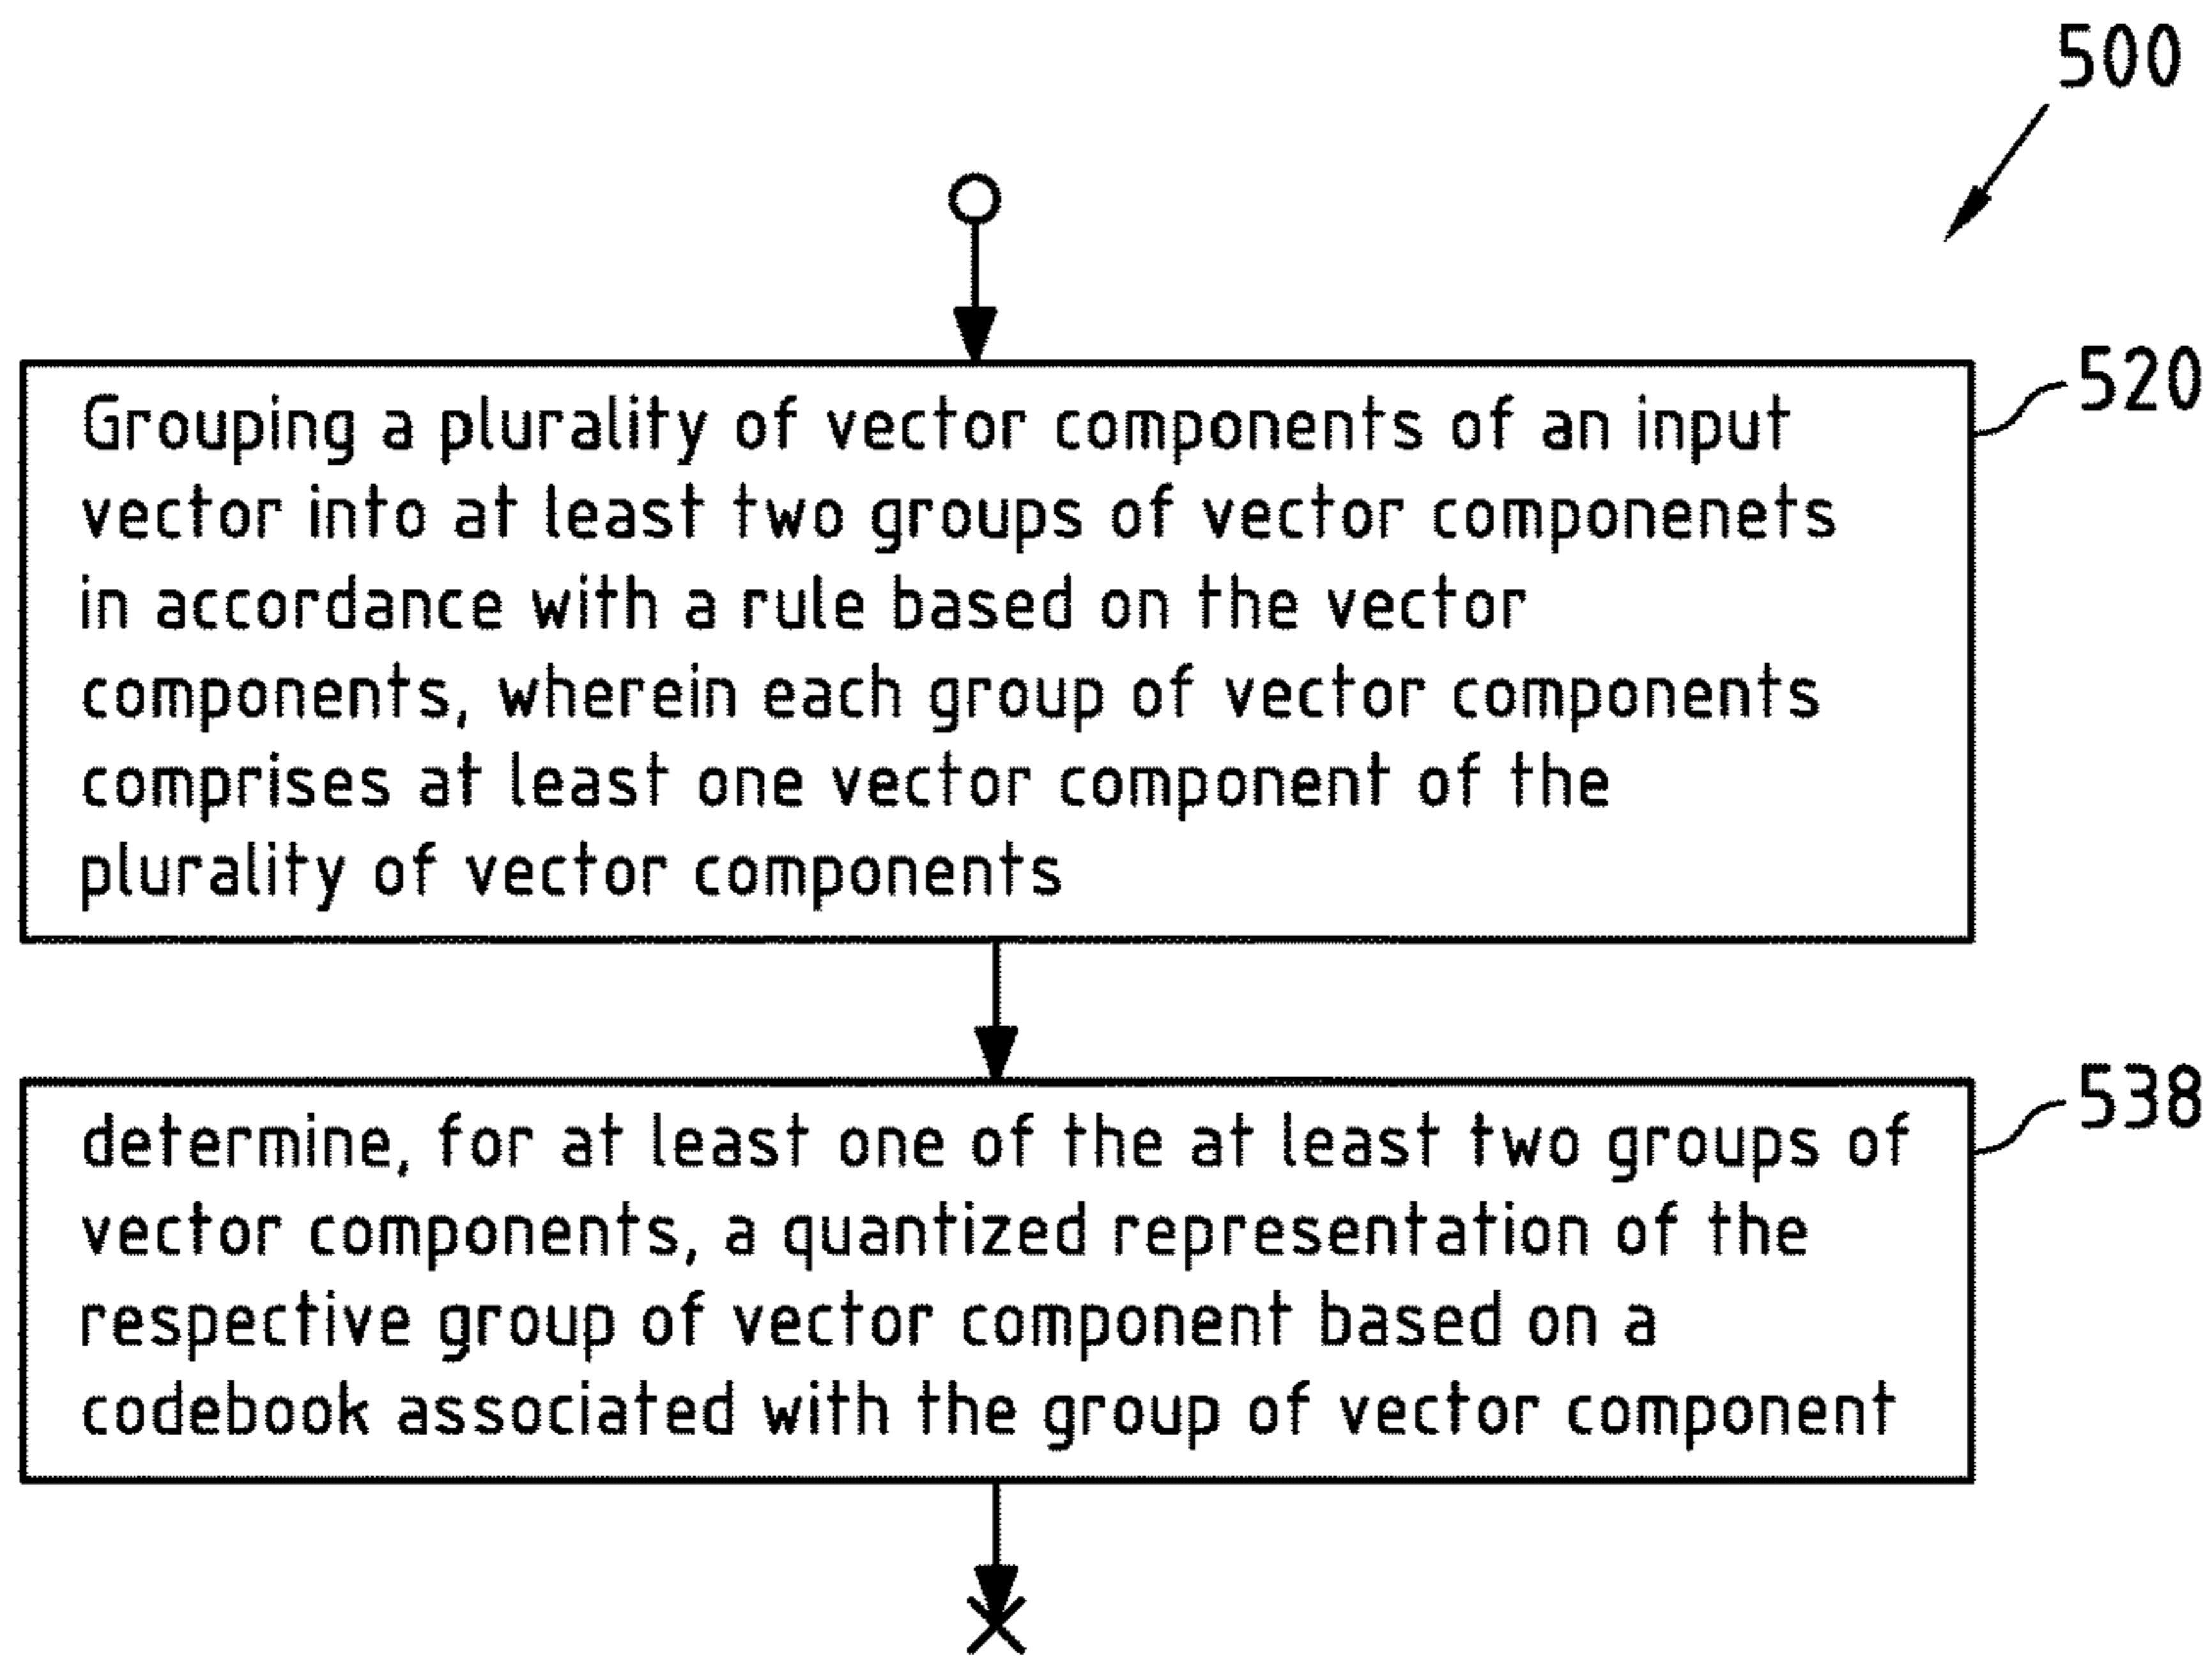 500
520
Grouping a plurality of vector components of an input
vector into at least two groups of vector componenets
in accordance with a rule based on the vector
components, wherein each group of vector components
comprises at least one vector component of the
plurality of vector components
538
determine, for at least one of the at least two groups of
vector components, a quantized representation of the
respective group of vector component based on a
codebook associated with the group of vector component